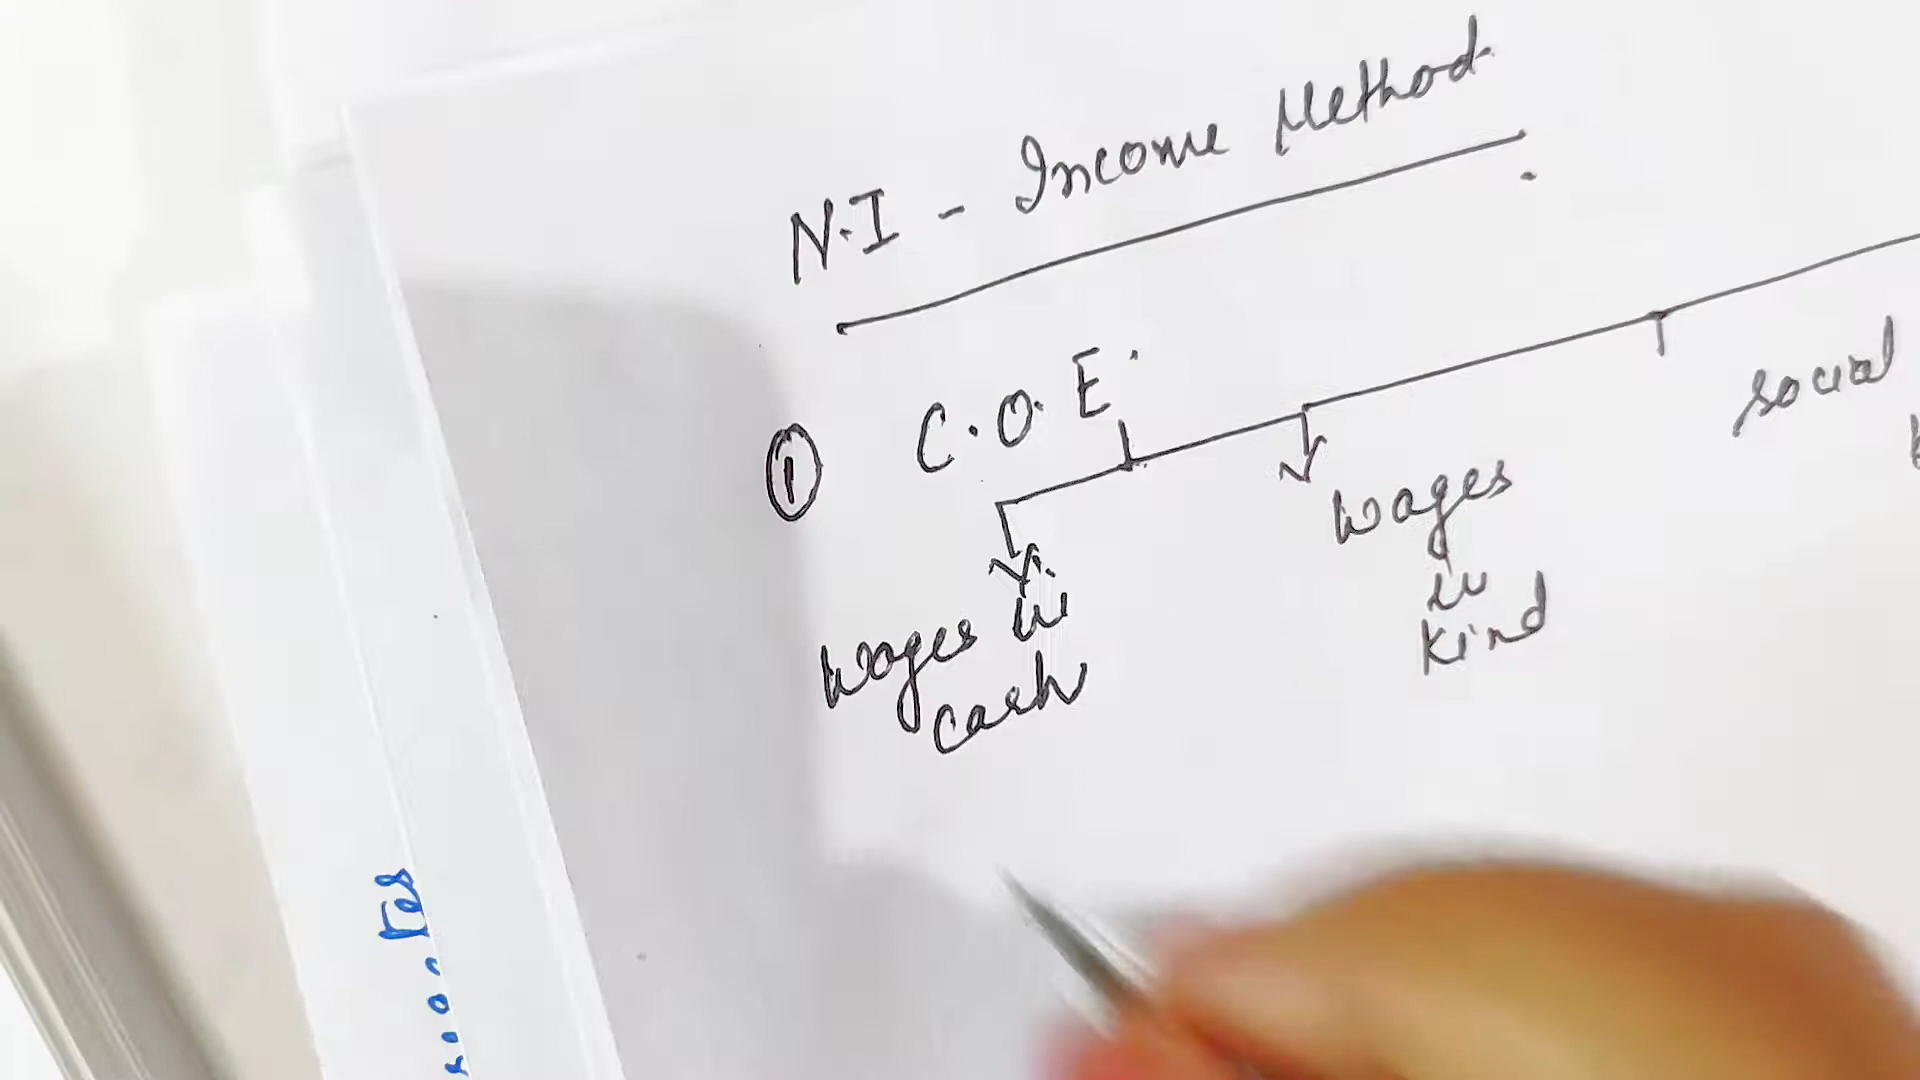 N.I - Income Method
① C.O.E.
social
Wages
in
kind
Wages in
cash